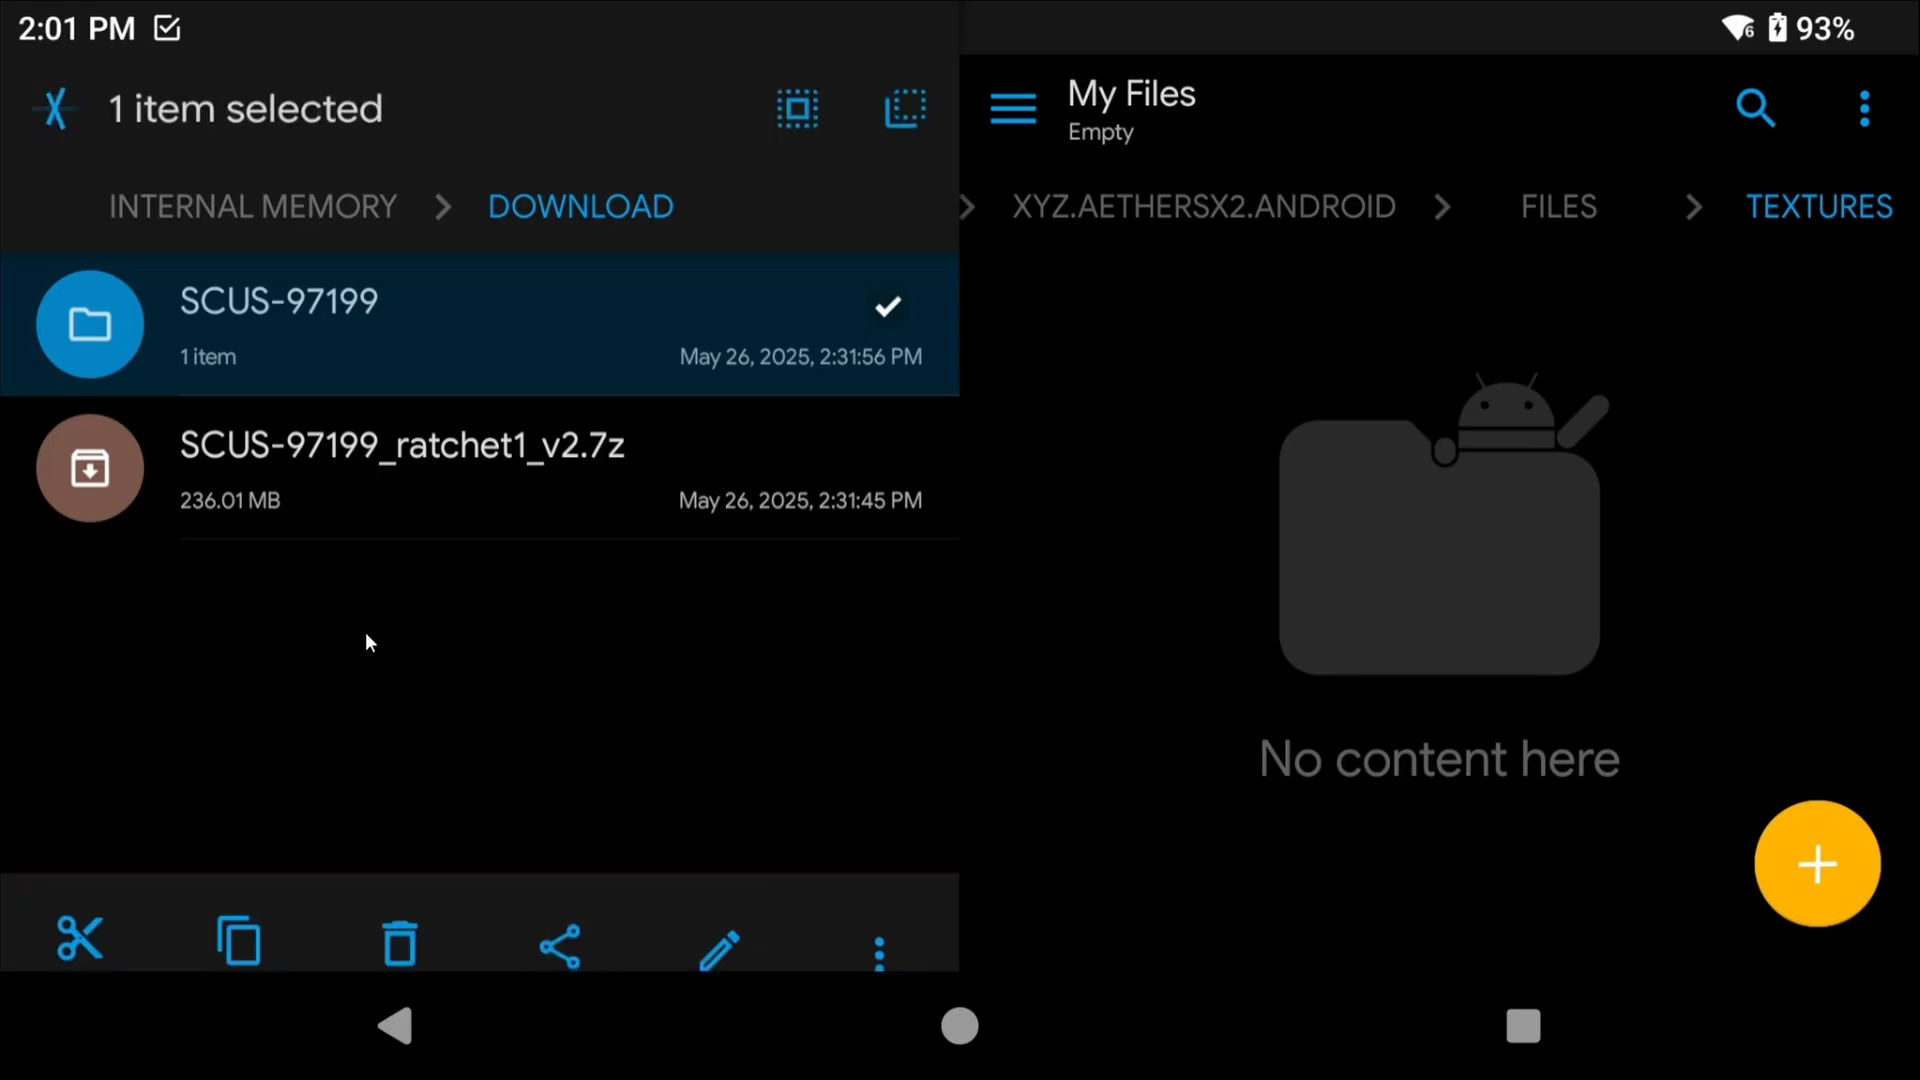 2:01 PM
6 93%
1 item selected
My Files
Empty
INTERNAL MEMORY > DOWNLOAD
> XYZ.AETHERSX2.ANDROID > FILES > TEXTURES
SCUS-97199
1 item
May 26, 2025, 2:31:56 PM
SCUS-97199_ratchet1_v2.7z
236.01 MB
May 26, 2025, 2:31:45 PM
No content here